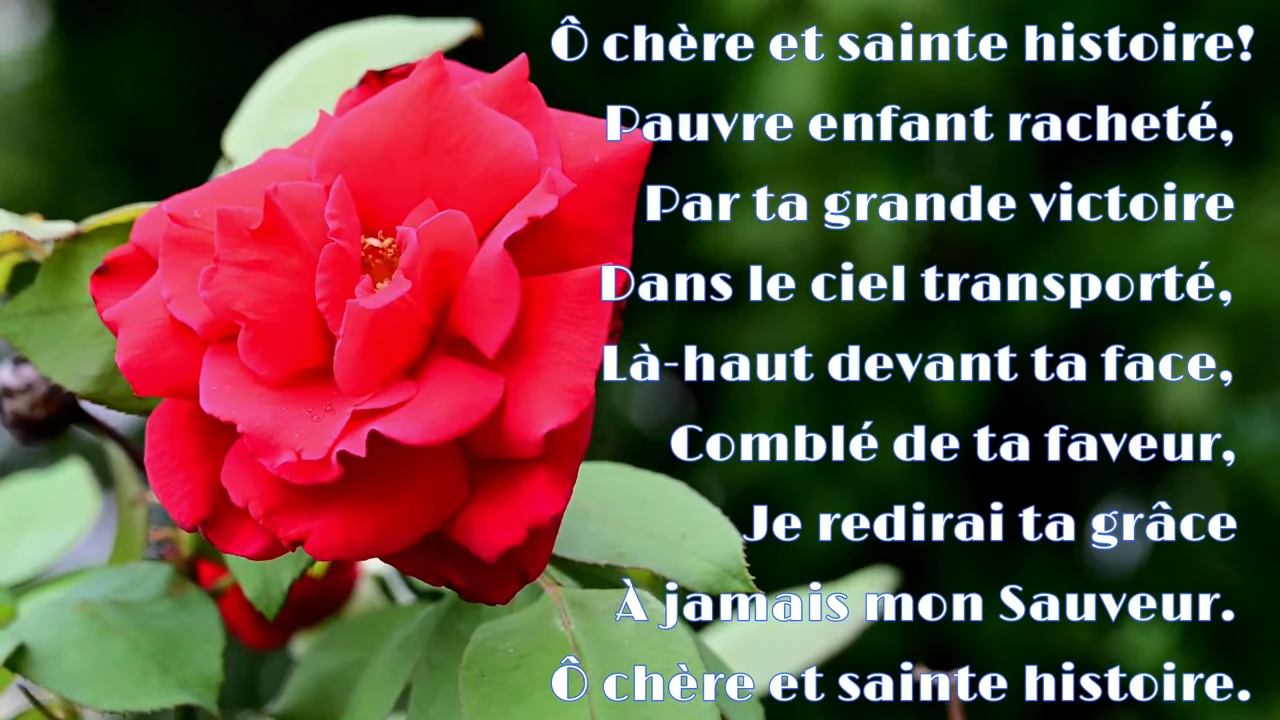 Ô chère et sainte histoire!
Pauvre enfant racheté,
Par ta grande victoire
Dans le ciel transporté,
Là-haut devant ta face,
Comblé de ta faveur,
Je redirai ta grâce
À jamais mon Sauveur.
Ô chère et sainte histoire.